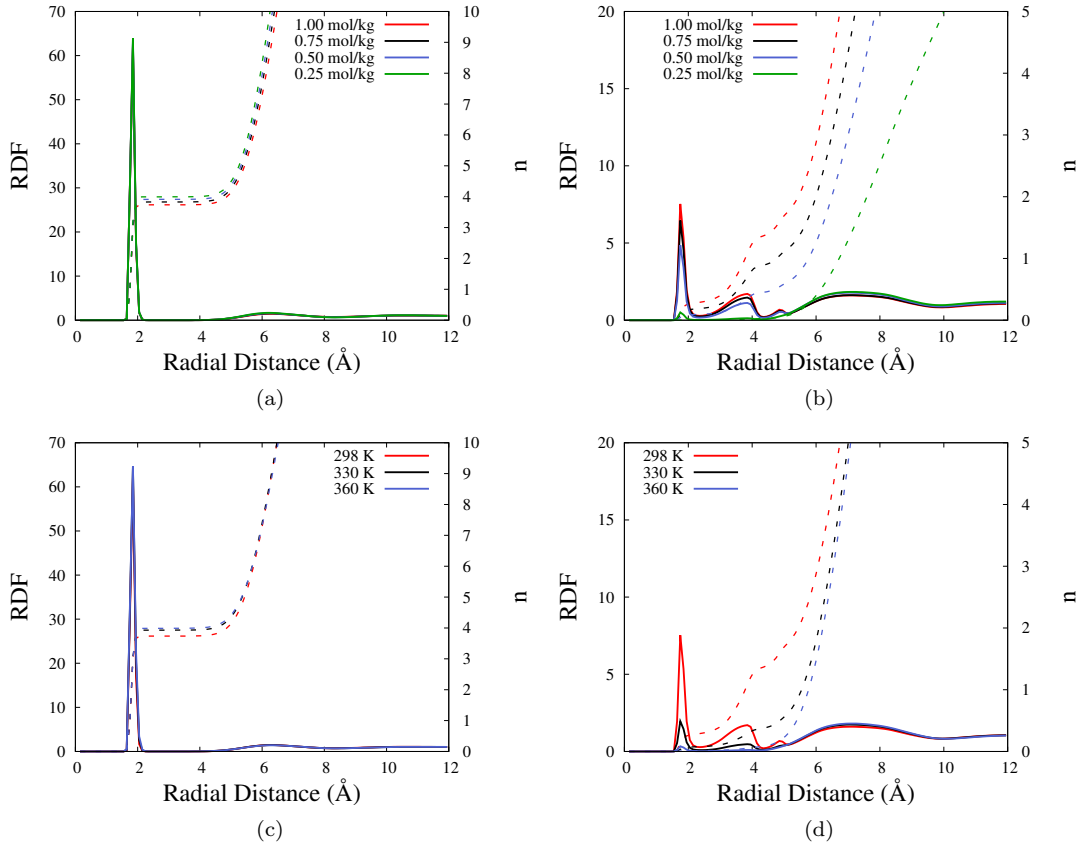 70
60
50
40
30
20
10
0
RDF
10
9
8
7
6
5
4
3
2
1
0
n
1.00 mol/kg
0.75 mol/kg
0.50 mol/kg
0.25 mol/kg
0 2 4 6 8 10 12
Radial Distance (Å)
(a)
20
15
10
5
0
RDF
5
4
3
2
1
0
n
1.00 mol/kg
0.75 mol/kg
0.50 mol/kg
0.25 mol/kg
0 2 4 6 8 10 12
Radial Distance (Å)
(b)
70
60
50
40
30
20
10
0
RDF
10
9
8
7
6
5
4
3
2
1
0
n
298 K
330 K
360 K
0 2 4 6 8 10 12
Radial Distance (Å)
(c)
20
15
10
5
0
RDF
5
4
3
2
1
0
n
298 K
330 K
360 K
0 2 4 6 8 10 12
Radial Distance (Å)
(d)